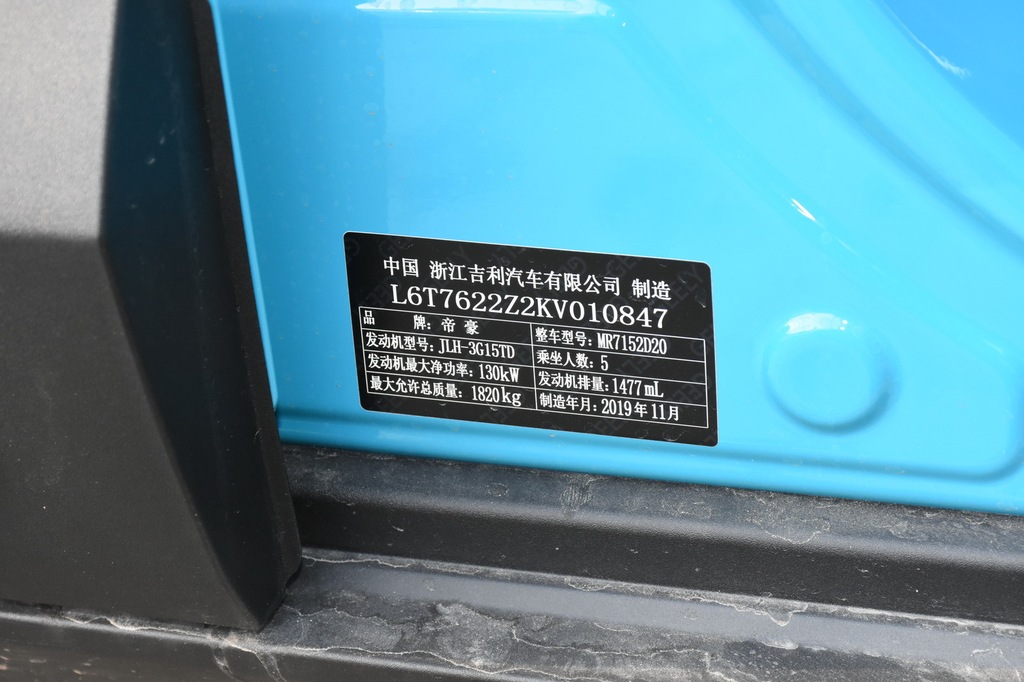 中国 浙江吉利汽车有限公司 制造
L6T7622Z2KV010847
品 牌：帝豪 整车型号：MR7152D20
发动机型号：JLH-3G15TD 乘坐人数：5
发动机最大净功率：130kW 发动机排量：1477mL
最大允许总质量：1820kg 制造年月：2019年11月